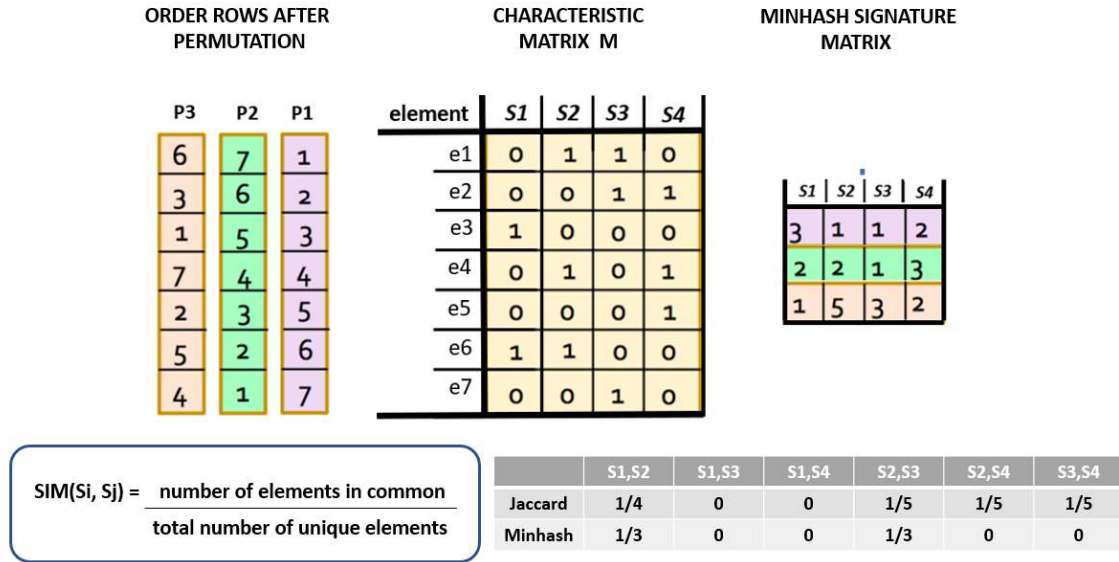 ORDER ROWS AFTER
PERMUTATION
CHARACTERISTIC
MATRIX M
MINHASH SIGNATURE
MATRIX
P3 P2 P1
6 7 1
3 6 2
1 5 3
7 4 4
2 3 5
5 2 6
4 1 7
element S1 S2 S3 S4
e1 0 1 1 0
e2 0 0 1 1
e3 1 0 0 0
e4 0 1 0 1
e5 0 0 0 1
e6 1 1 0 0
e7 0 0 1 0
S1 S2 S3 S4
3 1 1 2
2 2 1 3
1 5 3 2
SIM(Si, Sj) = number of elements in common
total number of unique elements
S1,S2 S1,S3 S1,S4 S2,S3 S2,S4 S3,S4
Jaccard 1/4 0 0 1/5 1/5 1/5
Minhash 1/3 0 0 1/3 0 0